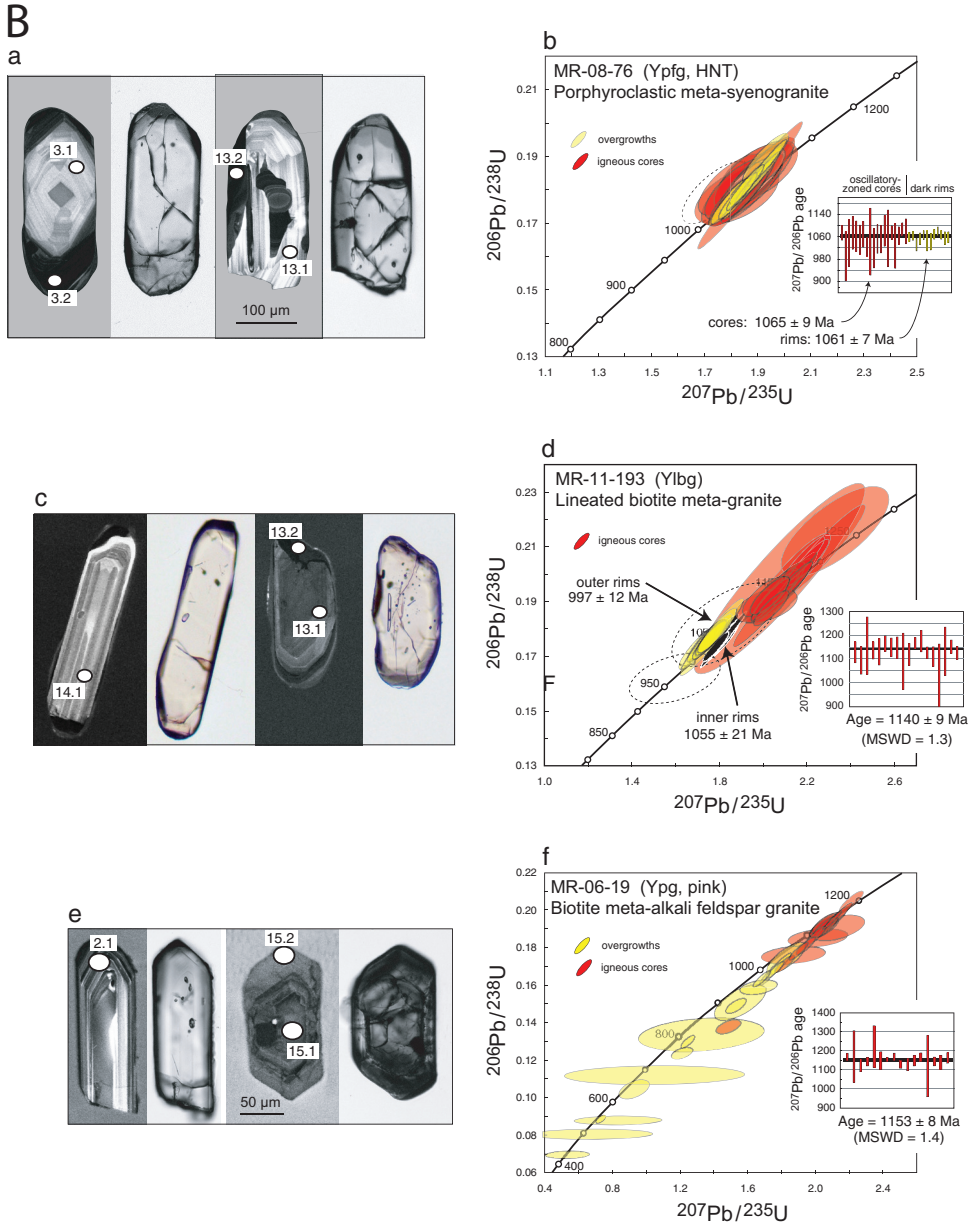 B
a
3.1
3.2
13.2
13.1
100 µm
b
MR-08-76 (Ypfg, HNT)
Porphyroclastic meta-syenogranite
overgrowths
igneous cores
1200
1000
900
800
0.21
0.19
0.17
0.15
0.13
1.1
1.3
1.5
1.7
1.9
2.1
2.3
2.5
206Pb/238U
207Pb/235U
oscillatory-
zoned cores
dark rims
1140
1060
980
900
207Pb/206Pb age
cores: 1065 ± 9 Ma
rims: 1061 ± 7 Ma
c
14.1
13.2
13.1
d
MR-11-193 (Ylbg)
Lineated biotite meta-granite
igneous cores
outer rims
997 ± 12 Ma
inner rims
1055 ± 21 Ma
950
850
F
0.23
0.21
0.19
0.17
0.15
0.13
1.0
1.4
1.8
2.2
2.6
206Pb/238U
207Pb/235U
1300
1200
1100
1000
900
207Pb/206Pb age
Age = 1140 ± 9 Ma
(MSWD = 1.3)
e
2.1
15.2
15.1
50 µm
f
MR-06-19 (Ypg, pink)
Biotite meta-alkali feldspar granite
overgrowths
igneous cores
1200
1000
800
600
400
0.22
0.20
0.18
0.16
0.14
0.12
0.10
0.08
0.06
0.4
0.8
1.2
1.6
2.0
2.4
206Pb/238U
207Pb/235U
1400
1300
1200
1100
1000
900
207Pb/206Pb age
Age = 1153 ± 8 Ma
(MSWD = 1.4)